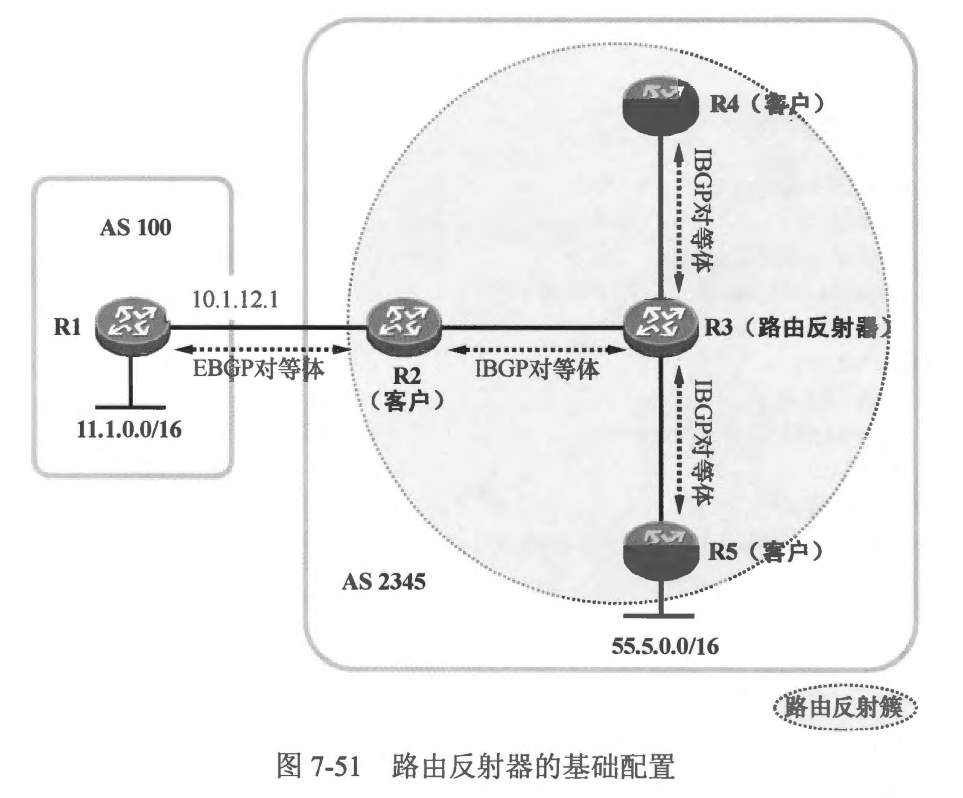 R4（客户）
IBGP对等体
AS 100
10.1.12.1
R1
R3（路由反射器）
EBGP对等体
IBGP对等体
R2
（客户）
11.1.0.0/16
IBGP对等体
R5（客户）
AS 2345
55.5.0.0/16
路由反射簇
图 7-51 路由反射器的基础配置